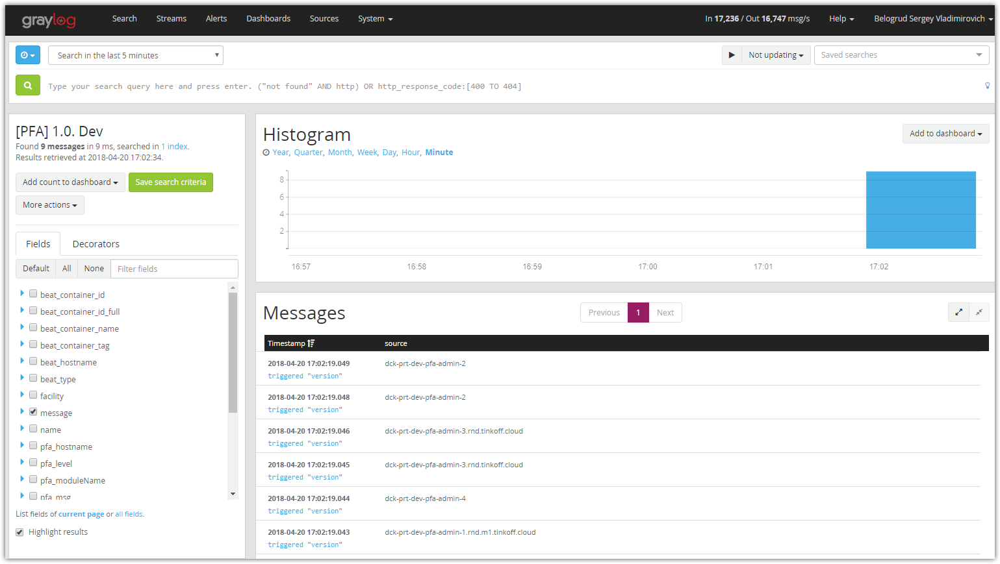 graylog Search Streams Alerts Dashboards Sources System In 17,236 / Out 16,747 msg/s Help Belogrud Sergey Vladimirovich
Search in the last 5 minutes Not updating Saved searches
Type your search query here and press enter. ("not found" AND http) OR http_response_code:[400 TO 404]
[PFA] 1.0. Dev
Found 9 messages in 9 ms, searched in 1 index.
Results retrieved at 2018-04-20 17:02:34.
Add count to dashboard Save search criteria
More actions
Fields Decorators
Default All None Filter fields
beat_container_id
beat_container_id_full
beat_container_name
beat_container_tag
beat_hostname
beat_type
facility
message
name
pfa_hostname
pfa_level
pfa_moduleName
pfa_msg
List fields of current page or all fields.
Highlight results
Histogram Add to dashboard
Year, Quarter, Month, Week, Day, Hour, Minute
8
6
4
2
16:57 16:58 16:59 17:00 17:01 17:02
Messages Previous 1 Next
Timestamp source
2018-04-20 17:02:19.049 dck-prt-dev-pfa-admin-2
triggered "version"
2018-04-20 17:02:19.048 dck-prt-dev-pfa-admin-2
triggered "version"
2018-04-20 17:02:19.046 dck-prt-dev-pfa-admin-3.rnd.tinkoff.cloud
triggered "version"
2018-04-20 17:02:19.045 dck-prt-dev-pfa-admin-3.rnd.tinkoff.cloud
triggered "version"
2018-04-20 17:02:19.044 dck-prt-dev-pfa-admin-4
triggered "version"
2018-04-20 17:02:19.043 dck-prt-dev-pfa-admin-1.rnd.m1.tinkoff.cloud
triggered "version"